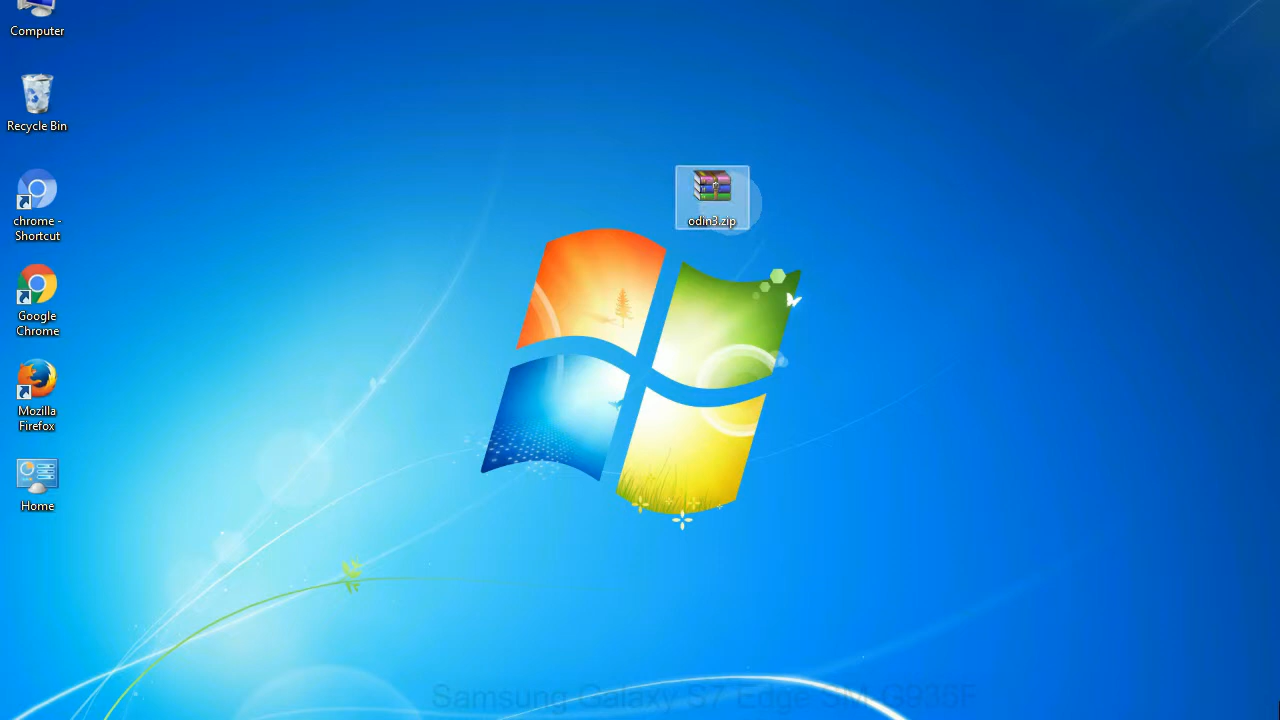 Computer
Recycle Bin
chrome -
Shortcut
Google
Chrome
Mozilla
Firefox
Home
odin3.zip
Samsung Galaxy S7 Edge SM-G935F